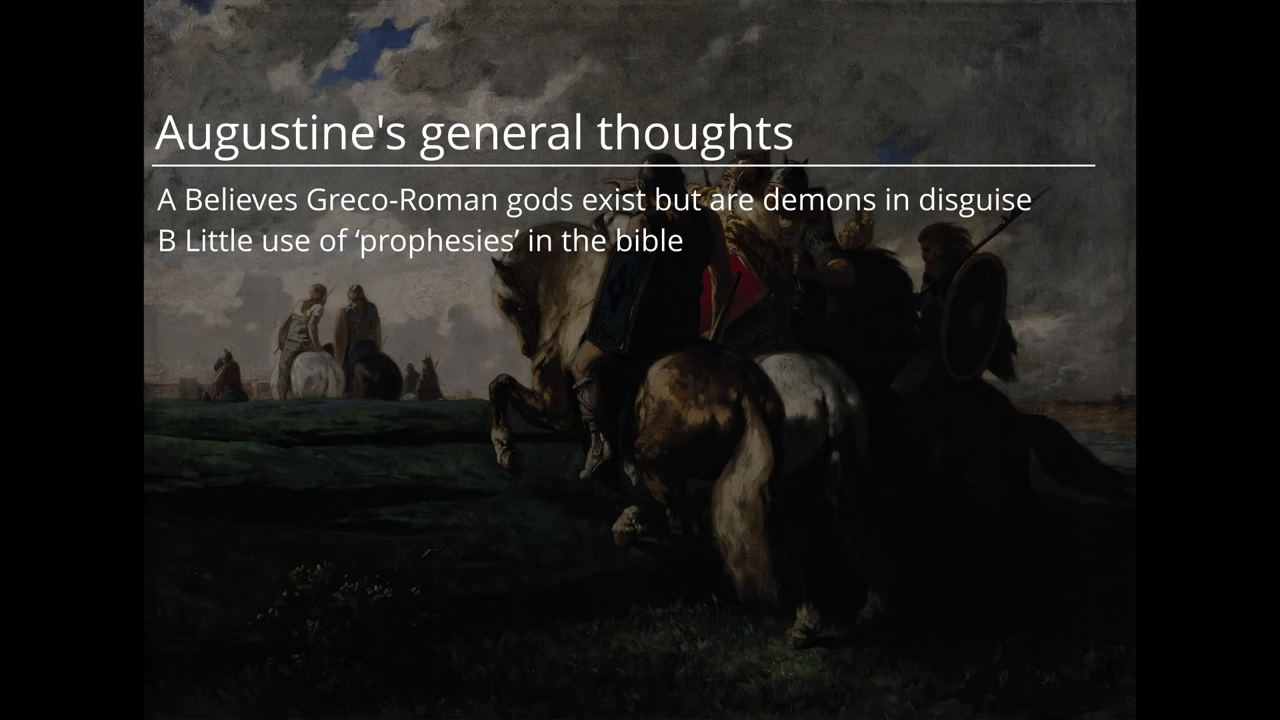 Augustine's general thoughts
A Believes Greco-Roman gods exist but are demons in disguise
B Little use of ‘prophesies’ in the bible